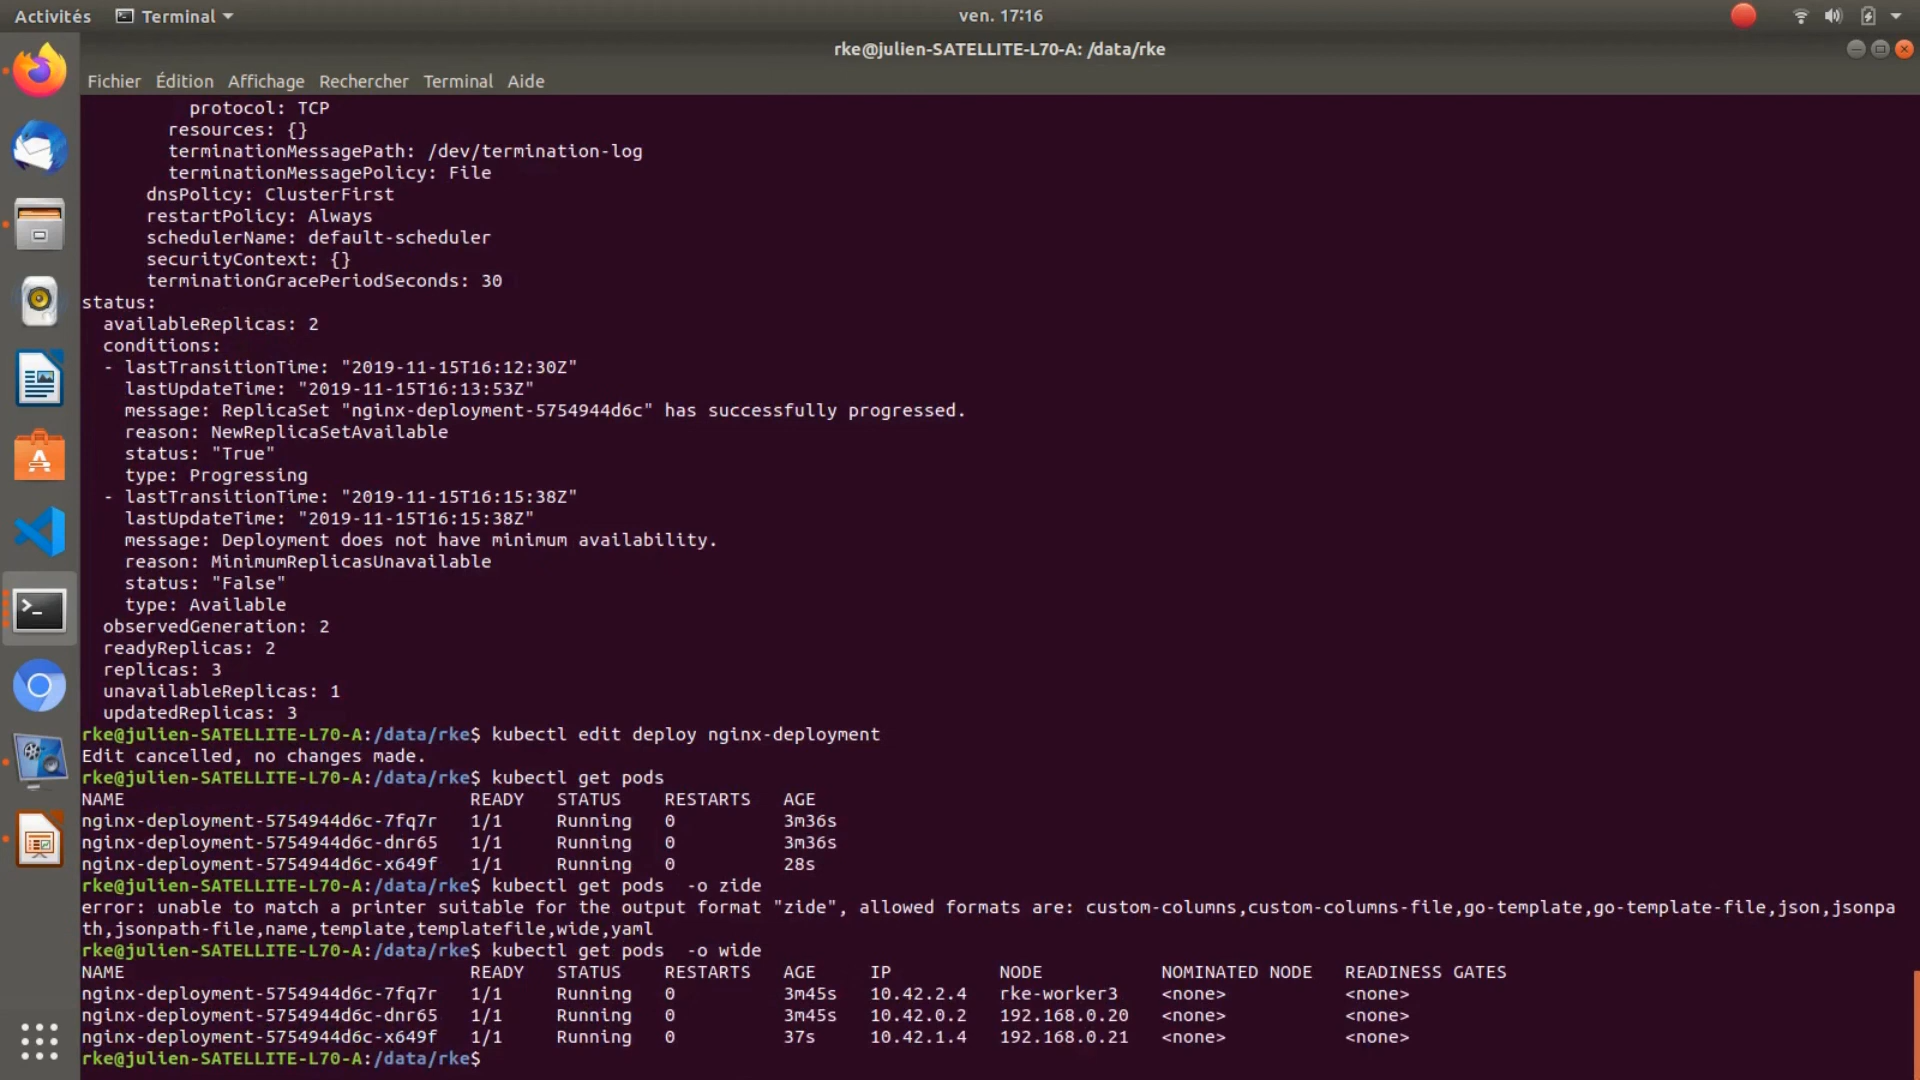 Activités Terminal ven. 17:16
rke@julien-SATELLITE-L70-A: /data/rke
Fichier Édition Affichage Rechercher Terminal Aide
protocol: TCP
resources: {}
terminationMessagePath: /dev/termination-log
terminationMessagePolicy: File
dnsPolicy: ClusterFirst
restartPolicy: Always
schedulerName: default-scheduler
securityContext: {}
terminationGracePeriodSeconds: 30
status:
availableReplicas: 2
conditions:
- lastTransitionTime: "2019-11-15T16:12:30Z"
lastUpdateTime: "2019-11-15T16:13:53Z"
message: ReplicaSet "nginx-deployment-5754944d6c" has successfully progressed.
reason: NewReplicaSetAvailable
status: "True"
type: Progressing
- lastTransitionTime: "2019-11-15T16:15:38Z"
lastUpdateTime: "2019-11-15T16:15:38Z"
message: Deployment does not have minimum availability.
reason: MinimumReplicasUnavailable
status: "False"
type: Available
observedGeneration: 2
readyReplicas: 2
replicas: 3
unavailableReplicas: 1
updatedReplicas: 3
rke@julien-SATELLITE-L70-A:/data/rke$ kubectl edit deploy nginx-deployment
Edit cancelled, no changes made.
rke@julien-SATELLITE-L70-A:/data/rke$ kubectl get pods
NAME READY STATUS RESTARTS AGE
nginx-deployment-5754944d6c-7fq7r 1/1 Running 0 3m36s
nginx-deployment-5754944d6c-dnr65 1/1 Running 0 3m36s
nginx-deployment-5754944d6c-x649f 1/1 Running 0 28s
rke@julien-SATELLITE-L70-A:/data/rke$ kubectl get pods -o zide
error: unable to match a printer suitable for the output format "zide", allowed formats are: custom-columns,custom-columns-file,go-template,go-template-file,json,jsonpa
th,jsonpath-file,name,template,templatefile,wide,yaml
rke@julien-SATELLITE-L70-A:/data/rke$ kubectl get pods -o wide
NAME READY STATUS RESTARTS AGE IP NODE NOMINATED NODE READINESS GATES
nginx-deployment-5754944d6c-7fq7r 1/1 Running 0 3m45s 10.42.2.4 rke-worker3 <none> <none>
nginx-deployment-5754944d6c-dnr65 1/1 Running 0 3m45s 10.42.0.2 192.168.0.20 <none> <none>
nginx-deployment-5754944d6c-x649f 1/1 Running 0 37s 10.42.1.4 192.168.0.21 <none> <none>
rke@julien-SATELLITE-L70-A:/data/rke$